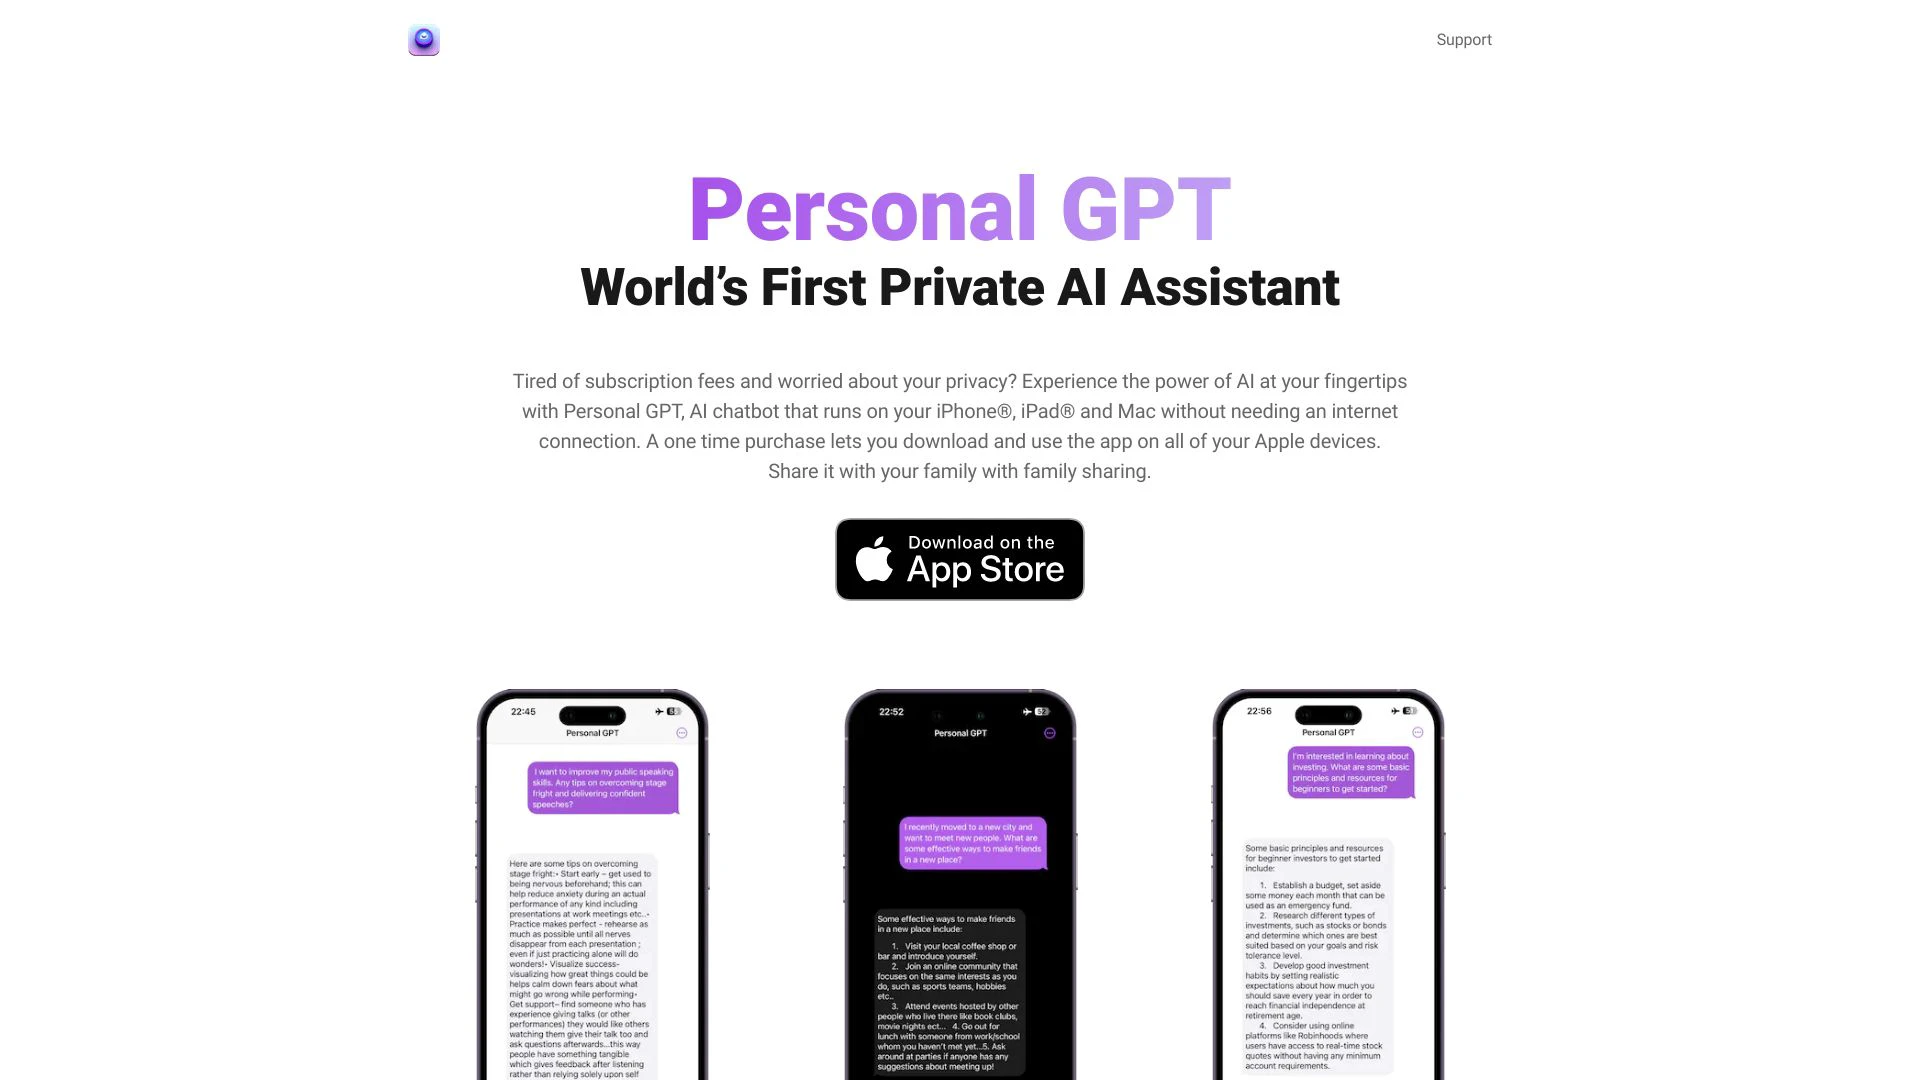 Support
Personal GPT
World’s First Private AI Assistant
Tired of subscription fees and worried about your privacy? Experience the power of AI at your fingertips
with Personal GPT, AI chatbot that runs on your iPhone®, iPad® and Mac without needing an internet
connection. A one time purchase lets you download and use the app on all of your Apple devices.
Share it with your family with family sharing.
Download on the
App Store
22:45
Personal GPT
I want to improve my public speaking
skills. Any tips on overcoming stage
fright and delivering confident
speeches?
Here are some tips on overcoming
stage fright:• Start early – get used to
being nervous beforehand; this can
help reduce anxiety during an actual
performance of any kind including
presentations at work meetings etc..•
Practice makes perfect - rehearse as
much as possible until all nerves
disappear from each presentation ;
even if just practicing alone will do
wonders!• Visualize success-
visualizing how great things could be
helps calm down fears about what
might go wrong while performing•
Get support– find someone who has
experience giving talks (or other
performances) they would like others
watching them give their talk too and
ask questions afterwards...this way
people have something tangible
which gives feedback after listening
rather than relying solely upon self
22:52
52
Personal GPT
I recently moved to a new city and
want to meet new people. What are
some effective ways to make friends
in a new place?
Some effective ways to make friends
in a new place include:
1. Visit your local coffee shop or
bar and introduce yourself.
2. Join an online community that
focuses on the same interests as you
do, such as sports teams, hobbies
etc..
3. Attend events hosted by other
people who live there like book clubs,
movie nights ect... 4. Go out for
lunch with someone from work/school
whom you haven't met yet...5. Ask
around at parties if anyone has any
suggestions about meeting up!
22:56
Personal GPT
I'm interested in learning about
investing. What are some basic
principles and resources for
beginners to get started?
Some basic principles and resources
for beginner investors to get started
include:
1. Establish a budget, set aside
some money each month that can be
used as an emergency fund.
2. Research different types of
investments, such as stocks or bonds
and determine which ones are best
suited based on your goals and risk
tolerance level.
3. Develop good investment
habits by setting realistic
expectations about how much you
should save every year in order to
reach financial independence at
retirement age.
4. Consider using online
platforms like Robinhoods where
users have access to real-time stock
quotes without having any minimum
account requirements.